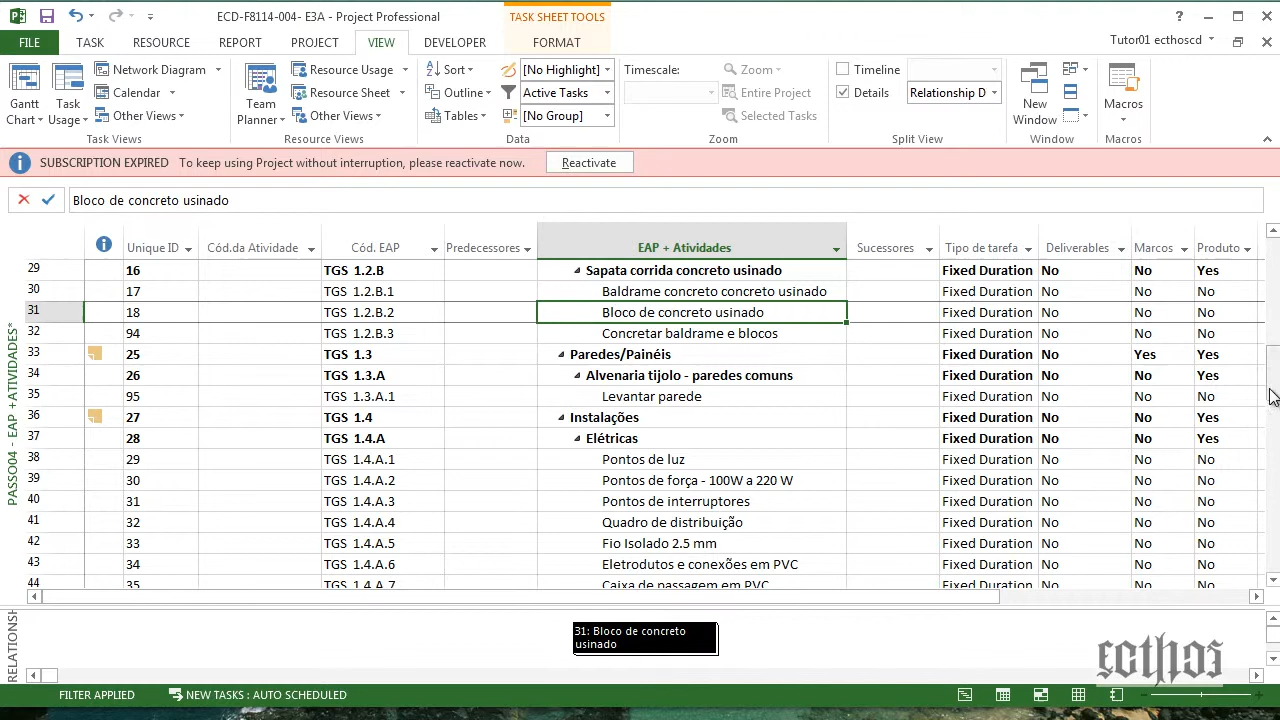 ECD-F8114-004- E3A - Project Professional
TASK SHEET TOOLS
FILE TASK RESOURCE REPORT PROJECT VIEW DEVELOPER FORMAT
Tutor01 ecthoscd
Gantt Chart
Task Usage
Network Diagram
Calendar
Other Views
Task Views
Team Planner
Resource Usage
Resource Sheet
Other Views
Resource Views
Sort
Outline
Tables
[No Highlight]
Active Tasks
[No Group]
Data
Timescale:
Zoom
Entire Project
Selected Tasks
Zoom
Timeline
Details
Relationship D
Split View
New Window
Window
Macros
Macros
SUBSCRIPTION EXPIRED To keep using Project without interruption, please reactivate now. Reactivate
Bloco de concreto usinado
Unique ID Cód.da Atividade Cód. EAP Predecessores EAP + Atividades Sucessores Tipo de tarefa Deliverables Marcos Produto
29 16 TGS 1.2.B Sapata corrida concreto usinado Fixed Duration No No Yes
30 17 TGS 1.2.B.1 Baldrame concreto concreto usinado Fixed Duration No No No
31 18 TGS 1.2.B.2 Bloco de concreto usinado Fixed Duration No No No
32 94 TGS 1.2.B.3 Concretar baldrame e blocos Fixed Duration No No No
33 25 TGS 1.3 Paredes/Painéis Fixed Duration No Yes Yes
34 26 TGS 1.3.A Alvenaria tijolo - paredes comuns Fixed Duration No No Yes
35 95 TGS 1.3.A.1 Levantar parede Fixed Duration No No No
36 27 TGS 1.4 Instalações Fixed Duration No No Yes
37 28 TGS 1.4.A Elétricas Fixed Duration No No Yes
38 29 TGS 1.4.A.1 Pontos de luz Fixed Duration No No No
39 30 TGS 1.4.A.2 Pontos de força - 100W a 220 W Fixed Duration No No No
40 31 TGS 1.4.A.3 Pontos de interruptores Fixed Duration No No No
41 32 TGS 1.4.A.4 Quadro de distribuição Fixed Duration No No No
42 33 TGS 1.4.A.5 Fio Isolado 2.5 mm Fixed Duration No No No
43 34 TGS 1.4.A.6 Eletrodutos e conexões em PVC Fixed Duration No No No
44 35 TGS 1.4.A.7 Caixa de passagem em PVC Fixed Duration No No No
PASSO04 - EAP +ATIVIDADES*
RELATIONSH
31: Bloco de concreto
usinado
ecthos
FILTER APPLIED NEW TASKS : AUTO SCHEDULED